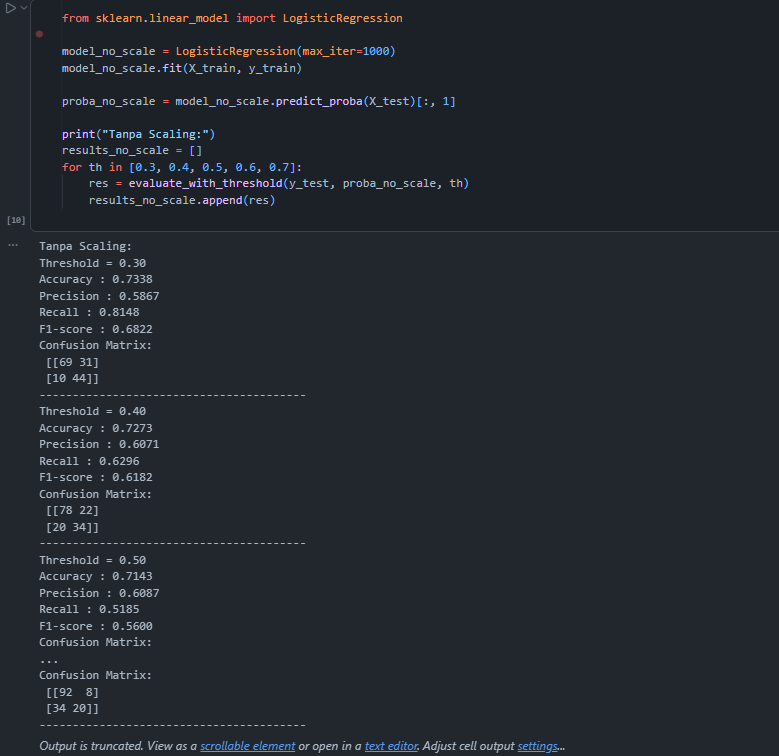 from sklearn.linear_model import LogisticRegression
model_no_scale = LogisticRegression(max_iter=1000)
model_no_scale.fit(X_train, y_train)
proba_no_scale = model_no_scale.predict_proba(X_test)[:, 1]
print("Tanpa Scaling:")
results_no_scale = []
for th in [0.3, 0.4, 0.5, 0.6, 0.7]:
    res = evaluate_with_threshold(y_test, proba_no_scale, th)
    results_no_scale.append(res)
[10]
...
Tanpa Scaling:
Threshold = 0.30
Accuracy : 0.7338
Precision : 0.5867
Recall : 0.8148
F1-score : 0.6822
Confusion Matrix:
 [[69 31]
 [10 44]]
----------------------------------------
Threshold = 0.40
Accuracy : 0.7273
Precision : 0.6071
Recall : 0.6296
F1-score : 0.6182
Confusion Matrix:
 [[78 22]
 [20 34]]
----------------------------------------
Threshold = 0.50
Accuracy : 0.7143
Precision : 0.6087
Recall : 0.5185
F1-score : 0.5600
Confusion Matrix:
...
Confusion Matrix:
 [[92  8]
 [34 20]]
----------------------------------------
Output is truncated. View as a scrollable element or open in a text editor. Adjust cell output settings...